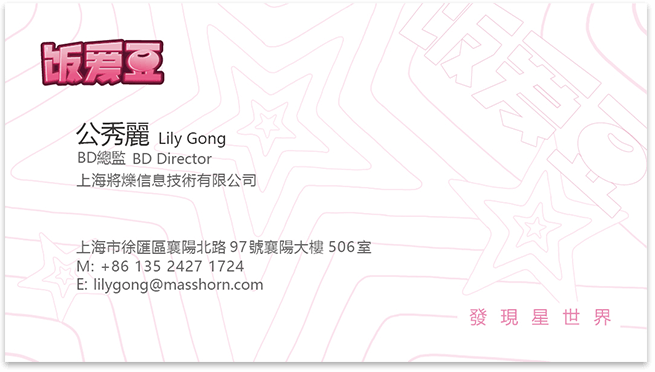 饭爱豆
饭爱豆
公秀麗 Lily Gong
BD總監 BD Director
上海將爍信息技術有限公司
上海市徐匯區襄陽北路97號襄陽大樓506室
M: +86 135 2427 1724
E: lilygong@masshorn.com
發現星世界